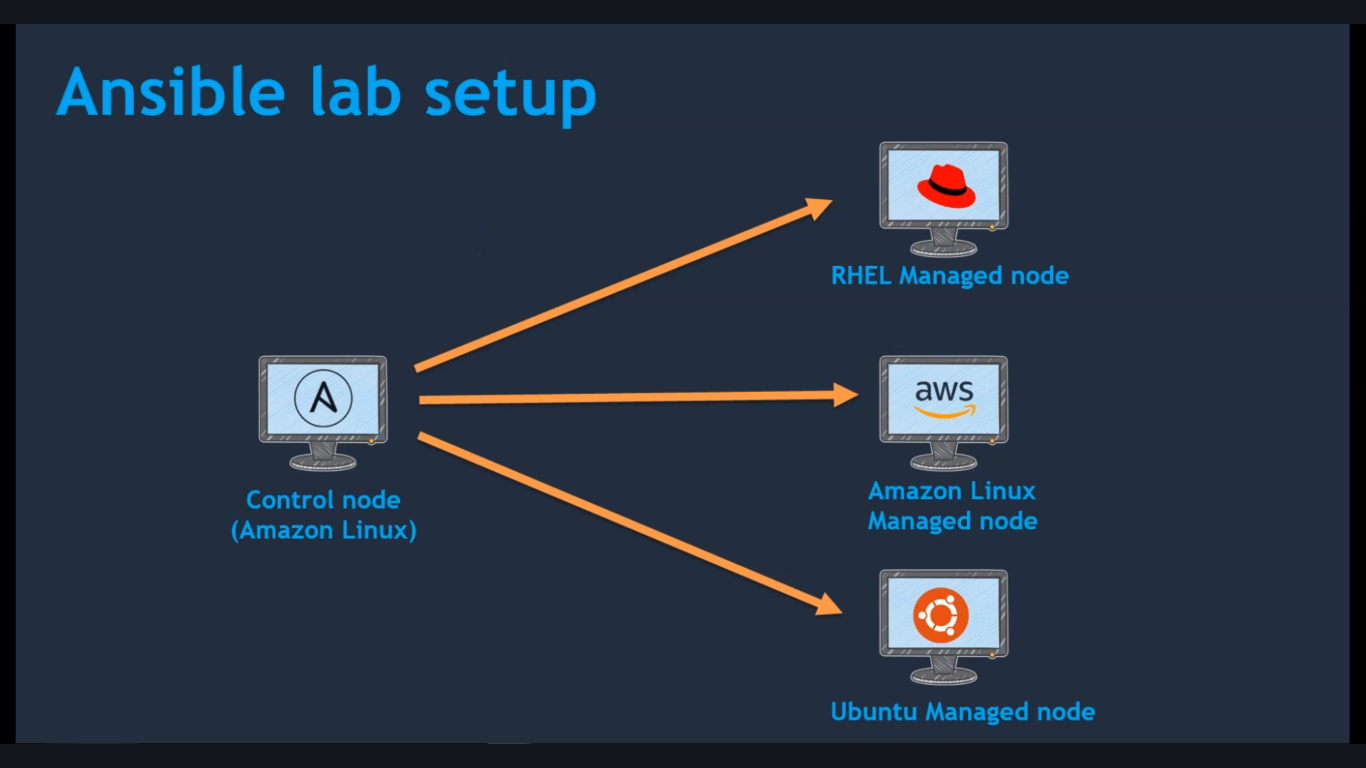 Ansible lab setup
RHEL Managed node
Control node
(Amazon Linux)
aws
Amazon Linux
Managed node
Ubuntu Managed node